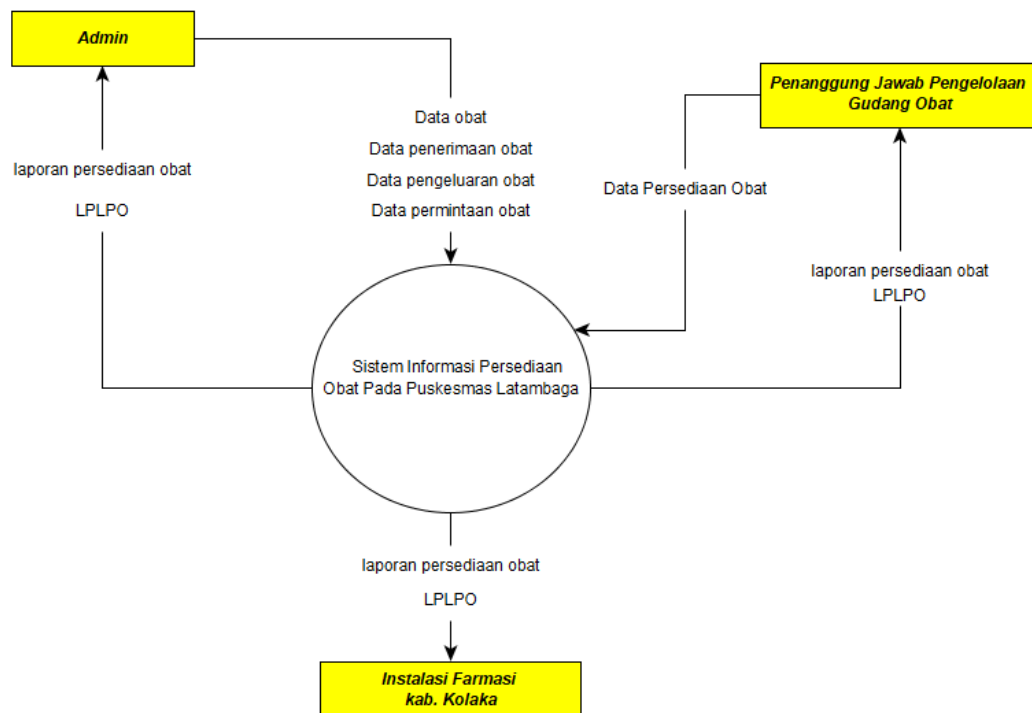 Admin
Penanggung Jawab Pengelolaan
Gudang Obat
Data obat
Data penerimaan obat
Data pengeluaran obat
Data permintaan obat
laporan persediaan obat
LPLPO
Data Persediaan Obat
laporan persediaan obat
LPLPO
Sistem Informasi Persediaan
Obat Pada Puskesmas Latambaga
laporan persediaan obat
LPLPO
Instalasi Farmasi
kab. Kolaka